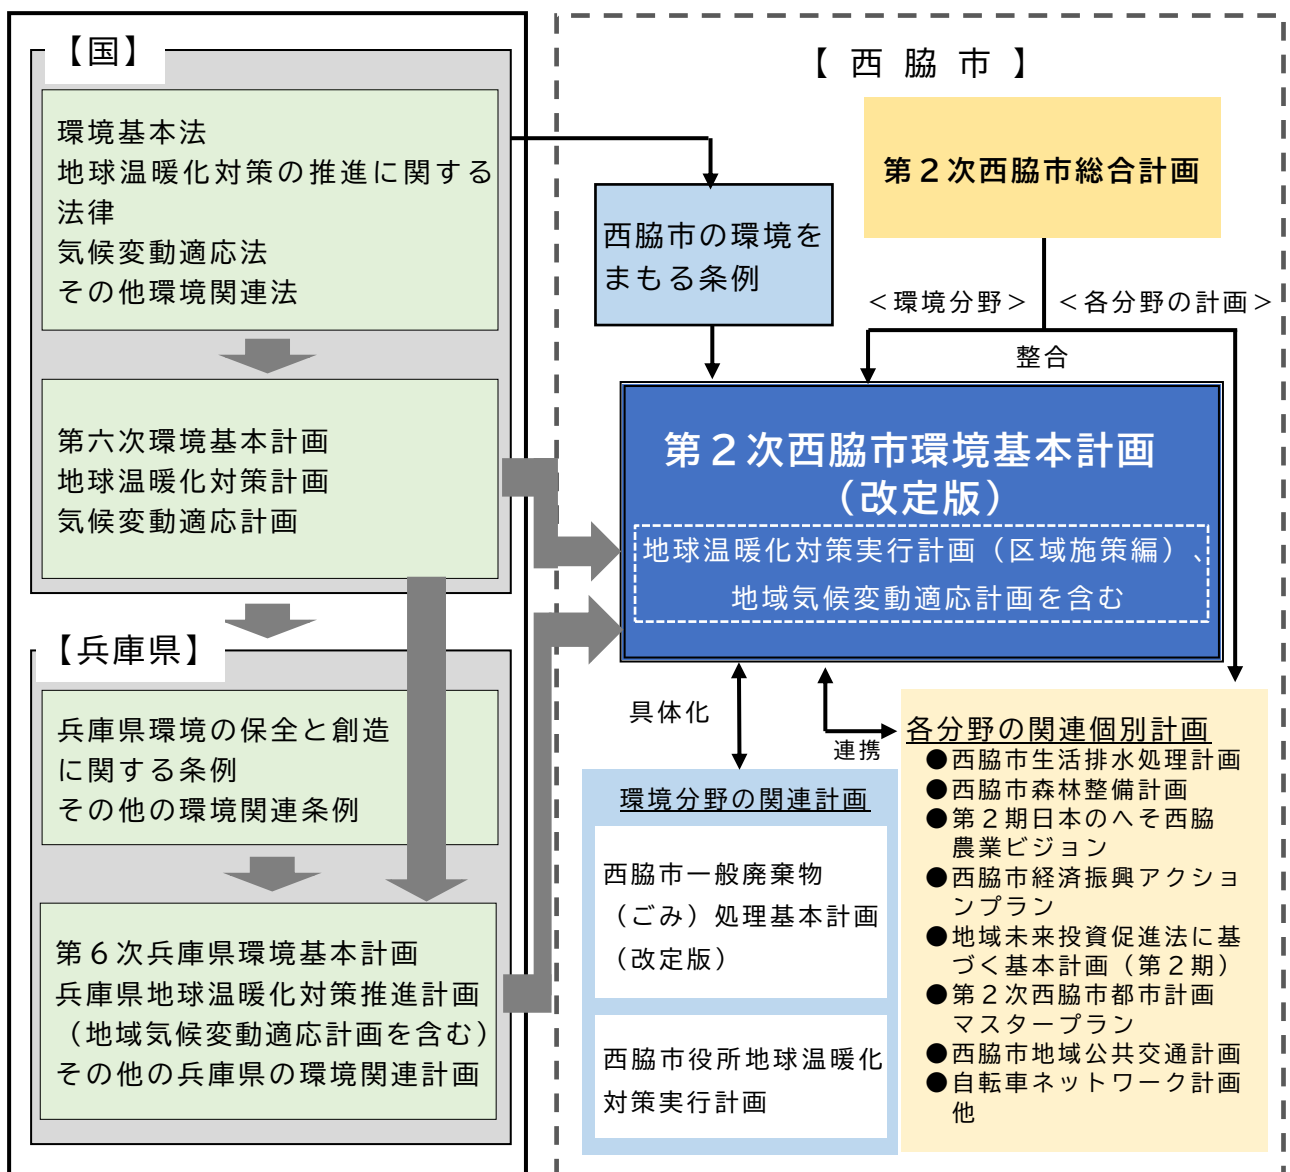 【国】
環境基本法
地球温暖化対策の推進に関する
法律
気候変動適応法
その他環境関連法
第六次環境基本計画
地球温暖化対策計画
気候変動適応計画
【兵庫県】
兵庫県環境の保全と創造
に関する条例
その他の環境関連条例
第６次兵庫県環境基本計画
兵庫県地球温暖化対策推進計画
（地域気候変動適応計画を含む）
その他の兵庫県の環境関連計画
【西脇市】
第２次西脇市総合計画
西脇市の環境を
まもる条例
＜環境分野＞
＜各分野の計画＞
整合
第２次西脇市環境基本計画
（改定版）
地球温暖化対策実行計画（区域施策編）、
地域気候変動適応計画を含む
具体化
連携
環境分野の関連計画
西脇市一般廃棄物
（ごみ）処理基本計画
（改定版）
西脇市役所地球温暖化
対策実行計画
各分野の関連個別計画
●西脇市生活排水処理計画
●西脇市森林整備計画
●第２期日本のへそ西脇
農業ビジョン
●西脇市経済振興アクショ
ンプラン
●地域未来投資促進法に基
づく基本計画（第２期）
●第２次西脇市都市計画
マスタープラン
●西脇市地域公共交通計画
●自転車ネットワーク計画
他